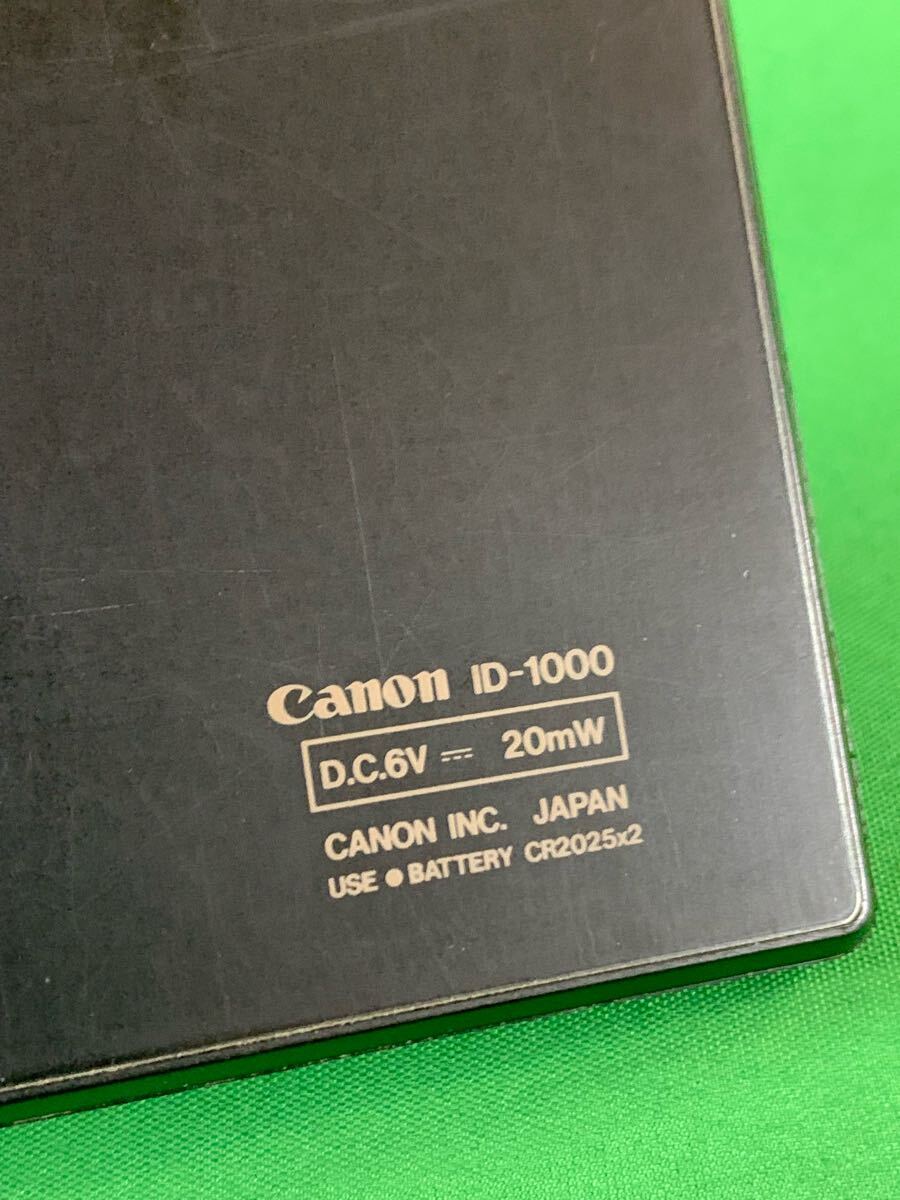 Canon ID-1000
D.C.6V ⎓ 20mW
CANON INC. JAPAN
USE ● BATTERY CR2025x2